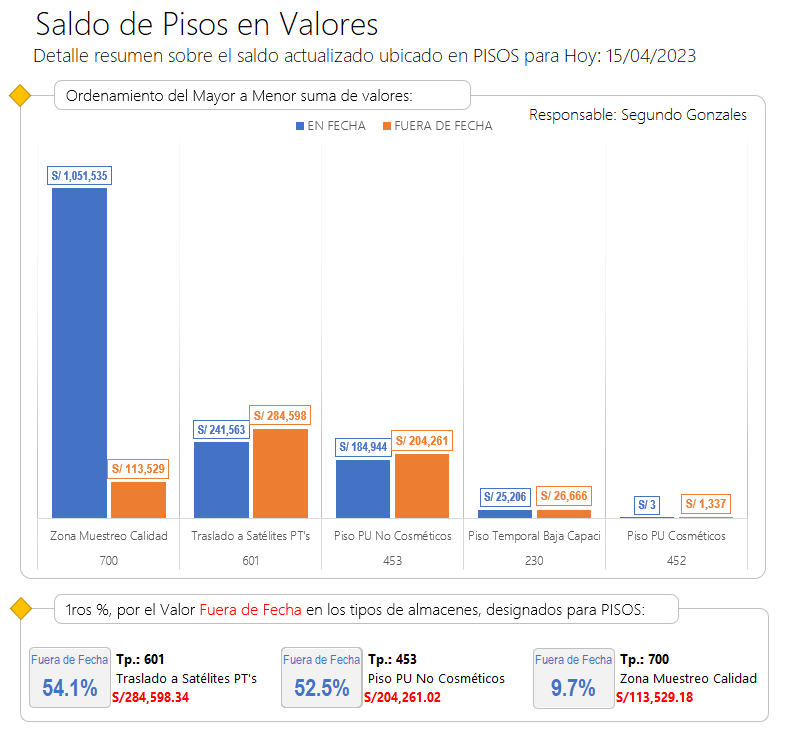 Saldo de Pisos en Valores
Detalle resumen sobre el saldo actualizado ubicado en PISOS para Hoy: 15/04/2023
Ordenamiento del Mayor a Menor suma de valores:
Responsable: Segundo Gonzales
EN FECHA FUERA DE FECHA
S/ 1,051,535
S/ 113,529
S/ 241,563
S/ 284,598
S/ 184,944
S/ 204,261
S/ 25,206
S/ 26,666
S/ 3
S/ 1,337
Zona Muestreo Calidad Traslado a Satélites PT's Piso PU No Cosméticos Piso Temporal Baja Capaci Piso PU Cosméticos
700 601 453 230 452
1ros %, por el Valor Fuera de Fecha en los tipos de almacenes, designados para PISOS:
Fuera de Fecha
54.1%
Tp.: 601
Traslado a Satélites PT's
S/284,598.34
Fuera de Fecha
52.5%
Tp.: 453
Piso PU No Cosméticos
S/204,261.02
Fuera de Fecha
9.7%
Tp.: 700
Zona Muestreo Calidad
S/113,529.18